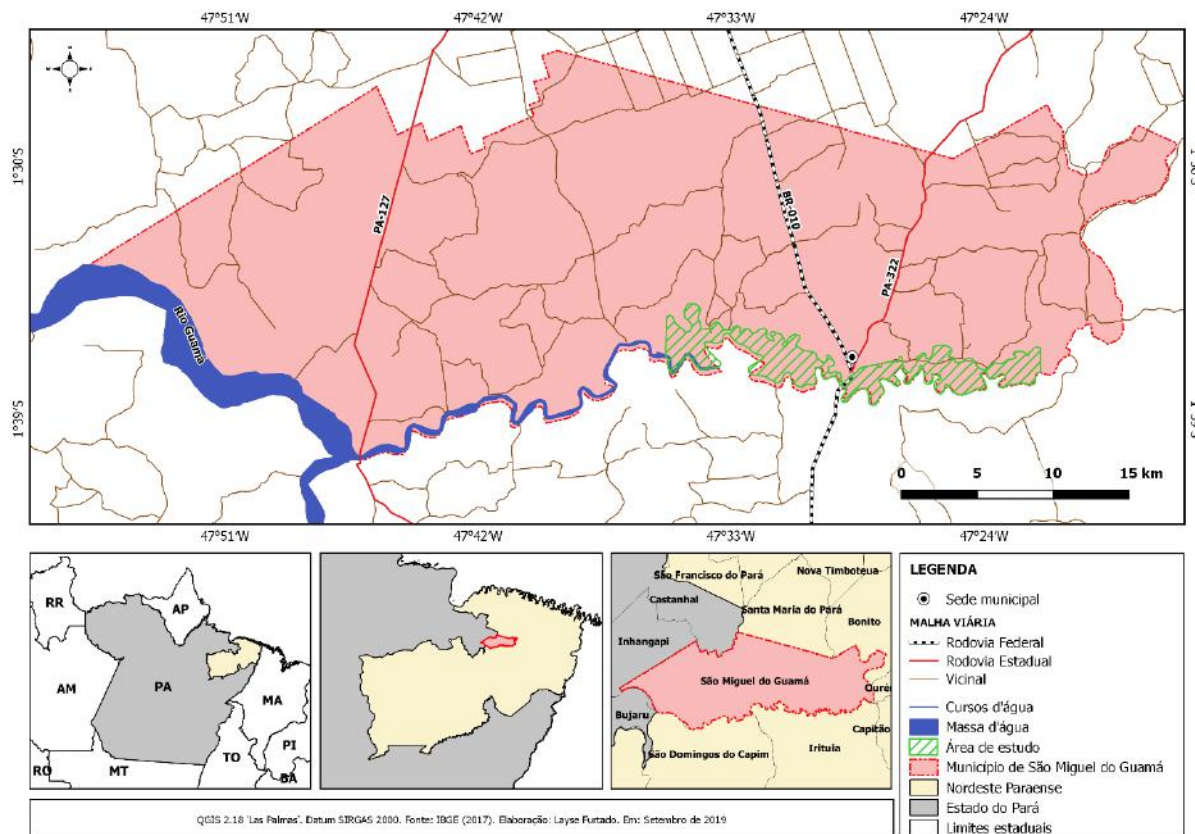 47°51'W 47°42'W 47°33'W 47°24'W
1°30'S
PA-127
BR-010
PA-322
Rio Guamá
1°39'S
0 5 10 15 km
47°51'W 47°42'W 47°33'W 47°24'W
RR
AP
AM
PA
MA
PI
TO
RO
MT
BA
São Francisco do Pará
Nova Timboteua
Castanhal
Santa Maria do Pará
Bonito
Inhangapi
São Miguel do Guamá
Ourém
Bujaru
Capitão
São Domingos do Capim
Irituia
LEGENDA
Sede municipal
MALHA VIÁRIA
Rodovia Federal
Rodovia Estadual
Vicinal
Cursos d'água
Massa d'água
Área de estudo
Município de São Miguel do Guamá
Nordeste Paraense
Estado do Pará
Limites estaduais
QGIS 2.18 'Las Palmas'. Datum SIRGAS 2000. Fonte: IBGE (2017). Elaboração: Layse Furtado. Em: Setembro de 2019